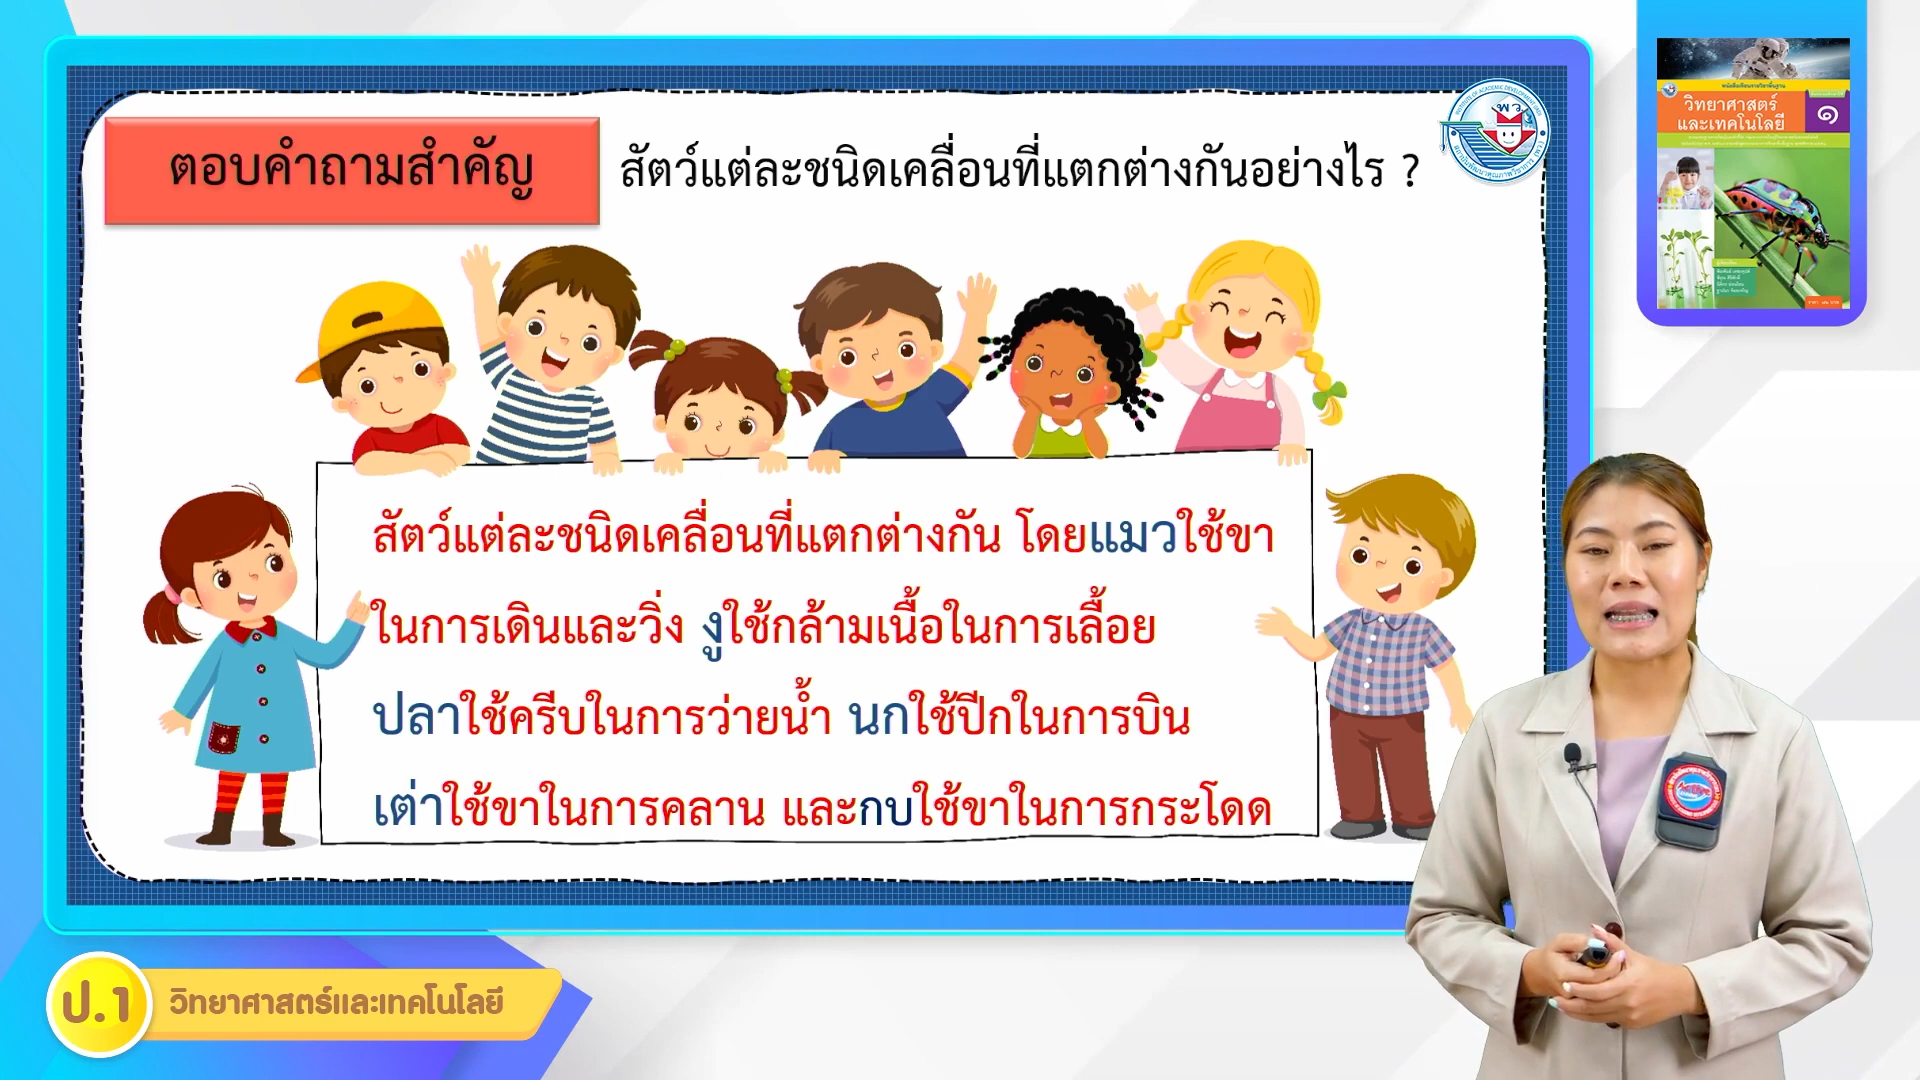 ตอบคำถามสำคัญ
สัตว์แต่ละชนิดเคลื่อนที่แตกต่างกันอย่างไร ?
พว.
วิทยาศาสตร์
และเทคโนโลยี
๑
สัตว์แต่ละชนิดเคลื่อนที่แตกต่างกัน โดยแมวใช้ขา
ในการเดินและวิ่ง งูใช้กล้ามเนื้อในการเลื้อย
ปลาใช้ครีบในการว่ายน้ำ นกใช้ปีกในการบิน
เต่าใช้ขาในการคลาน และกบใช้ขาในการกระโดด
ป.1
วิทยาศาสตร์และเทคโนโลยี